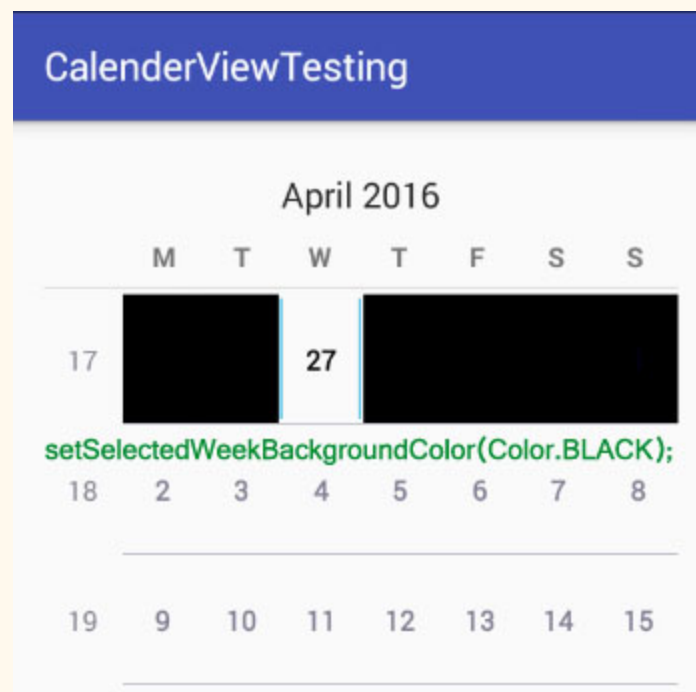 CalenderViewTesting
April 2016
M T W T F S S
17 27
setSelectedWeekBackgroundColor(Color.BLACK);
18 2 3 4 5 6 7 8
19 9 10 11 12 13 14 15